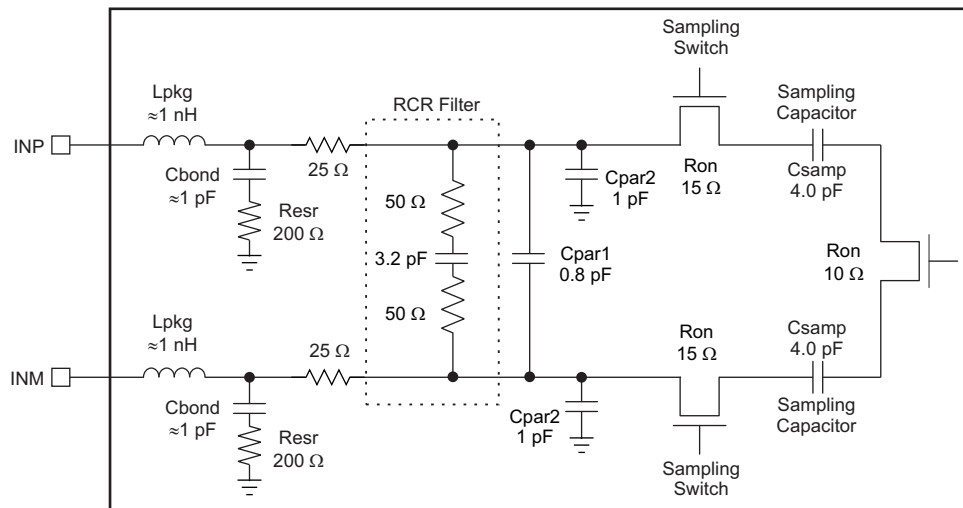 Sampling
Switch
Lpkg
≈1 nH
RCR Filter
Sampling
Capacitor
INP
25 Ω
Cbond
≈1 pF
Resr
200 Ω
50 Ω
Cpar2
1 pF
Ron
15 Ω
Csamp
4.0 pF
3.2 pF
Cpar1
0.8 pF
Ron
10 Ω
50 Ω
Lpkg
≈1 nH
25 Ω
Ron
15 Ω
Csamp
4.0 pF
INM
Cbond
≈1 pF
Resr
200 Ω
Cpar2
1 pF
Sampling
Capacitor
Sampling
Switch